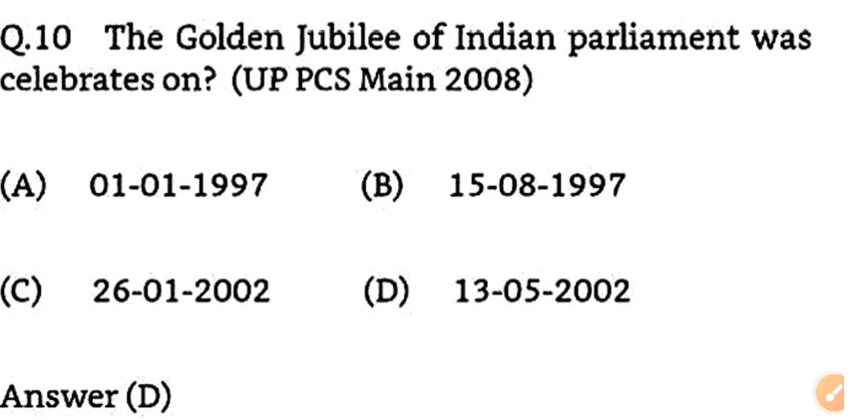 Q.10 The Golden Jubilee of Indian parliament was
celebrates on? (UP PCS Main 2008)
(A) 01-01-1997 (B) 15-08-1997
(C) 26-01-2002 (D) 13-05-2002
Answer (D)